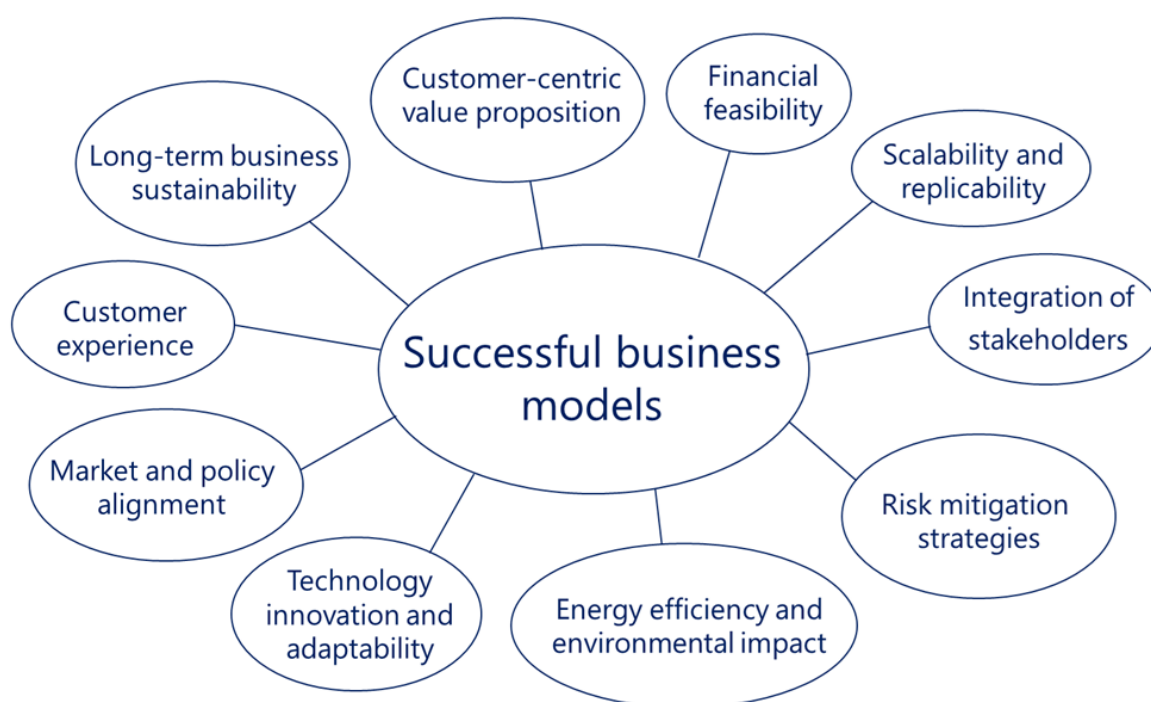 Customer-centric
value proposition
Financial
feasibility
Scalability and
replicability
Integration of
stakeholders
Risk mitigation
strategies
Energy efficiency and
environmental impact
Technology
innovation and
adaptability
Market and policy
alignment
Customer
experience
Long-term business
sustainability
Successful business
models